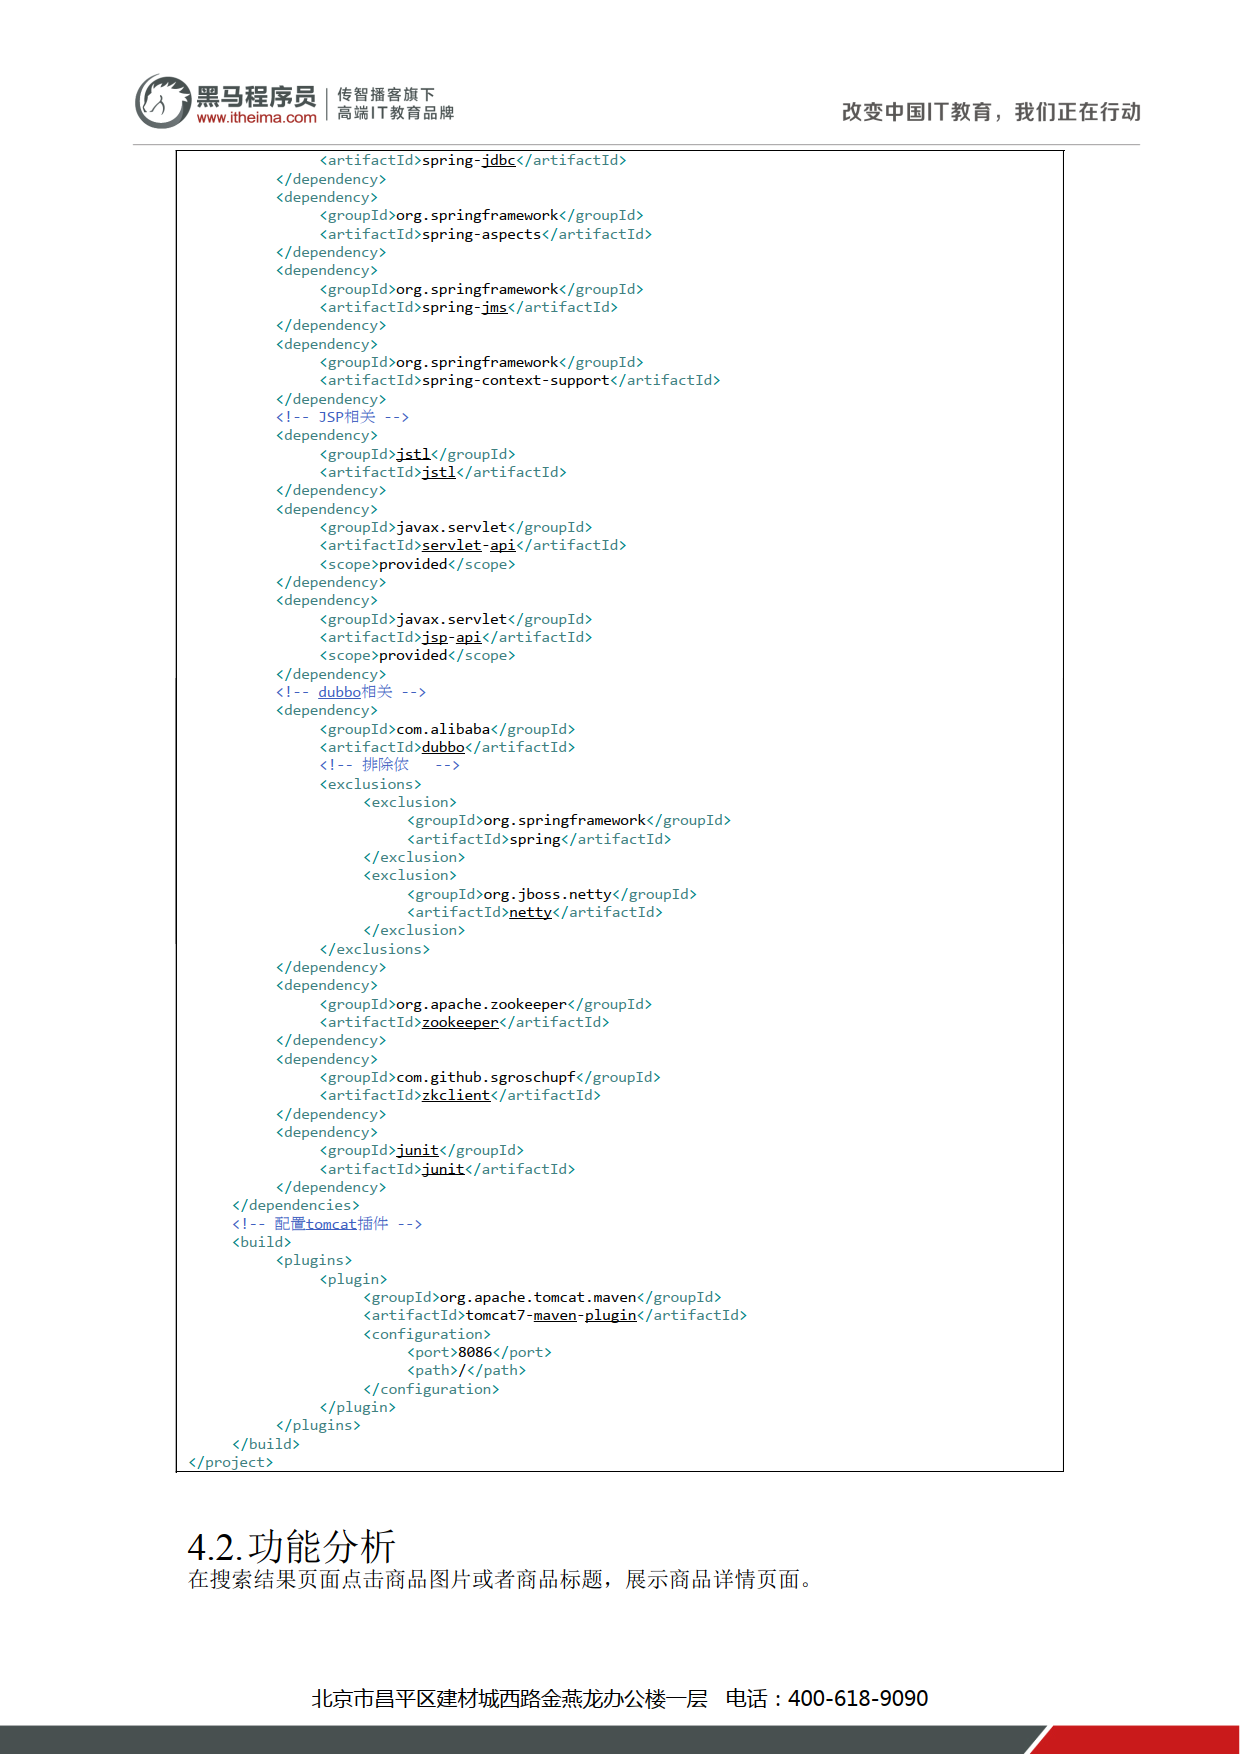 黑马程序员
www.itheima.com
传智播客旗下
高端IT教育品牌
改变中国IT教育，我们正在行动
<artifactId>spring-jdbc</artifactId>
</dependency>
<dependency>
<groupId>org.springframework</groupId>
<artifactId>spring-aspects</artifactId>
</dependency>
<dependency>
<groupId>org.springframework</groupId>
<artifactId>spring-jms</artifactId>
</dependency>
<dependency>
<groupId>org.springframework</groupId>
<artifactId>spring-context-support</artifactId>
</dependency>
<!-- JSP相关 -->
<dependency>
<groupId>jstl</groupId>
<artifactId>jstl</artifactId>
</dependency>
<dependency>
<groupId>javax.servlet</groupId>
<artifactId>servlet-api</artifactId>
<scope>provided</scope>
</dependency>
<dependency>
<groupId>javax.servlet</groupId>
<artifactId>jsp-api</artifactId>
<scope>provided</scope>
</dependency>
<!-- dubbo相关 -->
<dependency>
<groupId>com.alibaba</groupId>
<artifactId>dubbo</artifactId>
<!-- 排除依 -->
<exclusions>
<exclusion>
<groupId>org.springframework</groupId>
<artifactId>spring</artifactId>
</exclusion>
<exclusion>
<groupId>org.jboss.netty</groupId>
<artifactId>netty</artifactId>
</exclusion>
</exclusions>
</dependency>
<dependency>
<groupId>org.apache.zookeeper</groupId>
<artifactId>zookeeper</artifactId>
</dependency>
<dependency>
<groupId>com.github.sgroschupf</groupId>
<artifactId>zkclient</artifactId>
</dependency>
<dependency>
<groupId>junit</groupId>
<artifactId>junit</artifactId>
</dependency>
</dependencies>
<!-- 配置tomcat插件 -->
<build>
<plugins>
<plugin>
<groupId>org.apache.tomcat.maven</groupId>
<artifactId>tomcat7-maven-plugin</artifactId>
<configuration>
<port>8086</port>
<path>/</path>
</configuration>
</plugin>
</plugins>
</build>
</project>
4.2.功能分析
在搜索结果页面点击商品图片或者商品标题，展示商品详情页面。
北京市昌平区建材城西路金燕龙办公楼一层 电话：400-618-9090